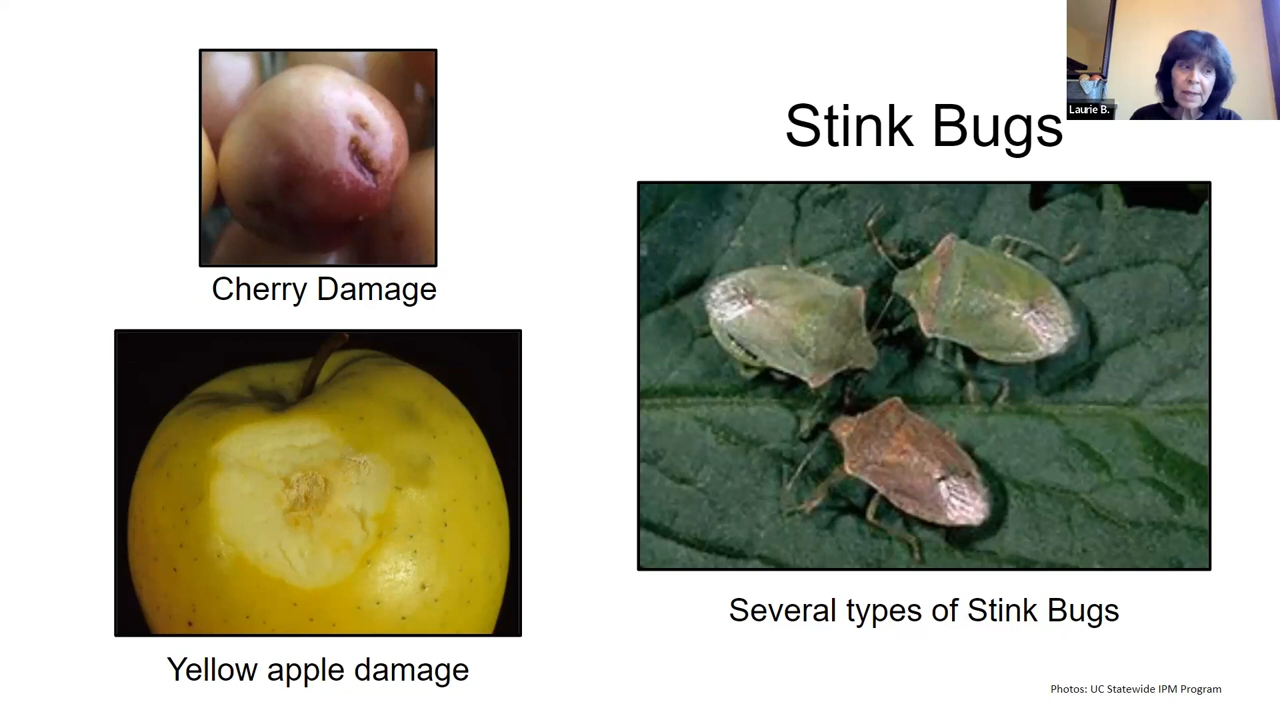 Stink Bugs
Laurie B.
Cherry Damage
Yellow apple damage
Several types of Stink Bugs
Photos: UC Statewide IPM Program